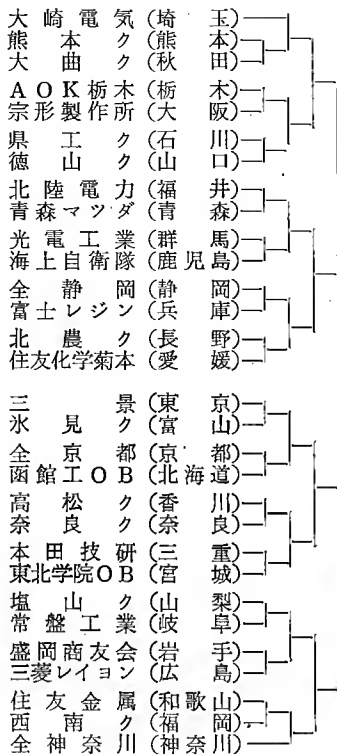 大崎電気(埼玉)
熊本ク(熊本)
大曲ク(秋田)
AOK栃木(栃木)
宗形製作所(大阪)
県工ク(石川)
徳山ク(山口)
北陸電力(福井)
青森マツダ(青森)
光電工業(群馬)
海上自衛隊(鹿児島)
全静岡(静岡)
富士レジン(兵庫)
北農ク(長野)
住友化学菊本(愛媛)
三景(東京)
氷見ク(富山)
全京都(京都)
函館工OB(北海道)
高松ク(香川)
奈良ク(奈良)
本田技研(三重)
東北学院OB(宮城)
塩山ク(山梨)
常盤工業(岐阜)
盛岡商友会(岩手)
三菱レイヨン(広島)
住友金属(和歌山)
西南ク(福岡)
全神奈川(神奈川)